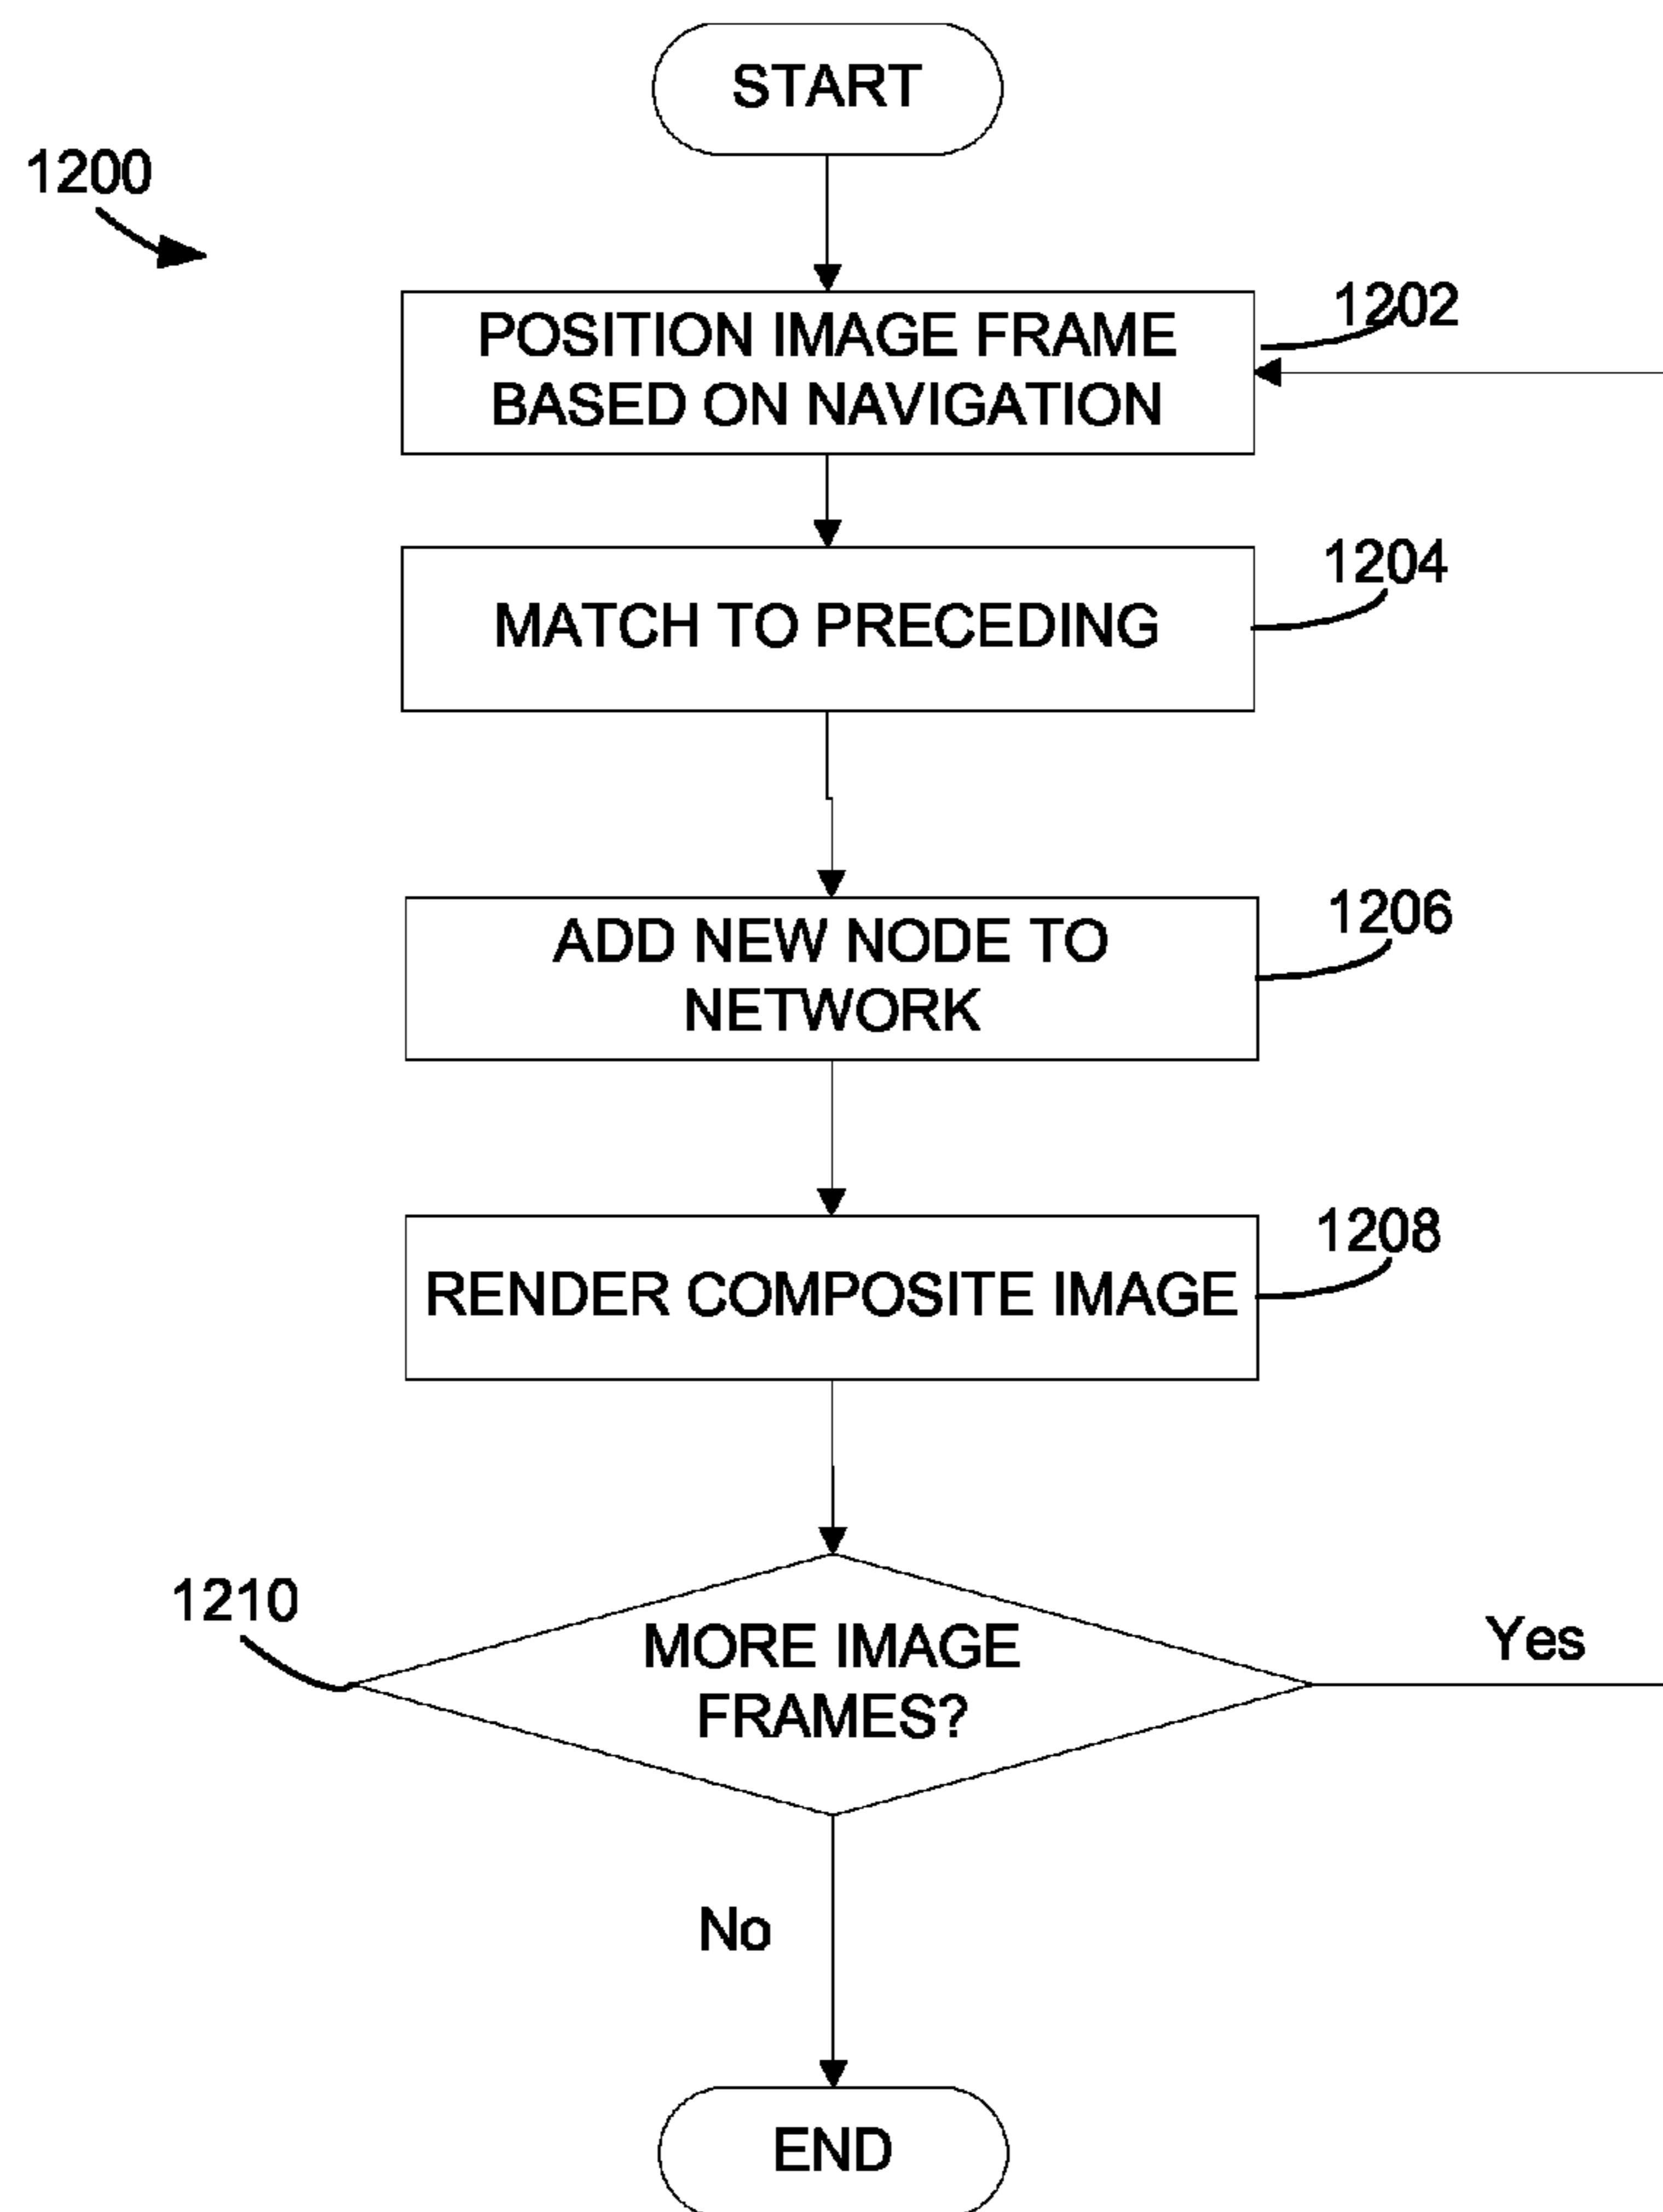 START
1200
1202
POSITION IMAGE FRAME
BASED ON NAVIGATION
1204
MATCH TO PRECEDING
1206
ADD NEW NODE TO
NETWORK
1208
RENDER COMPOSITE IMAGE
1210
MORE IMAGE
FRAMES?
Yes
No
END